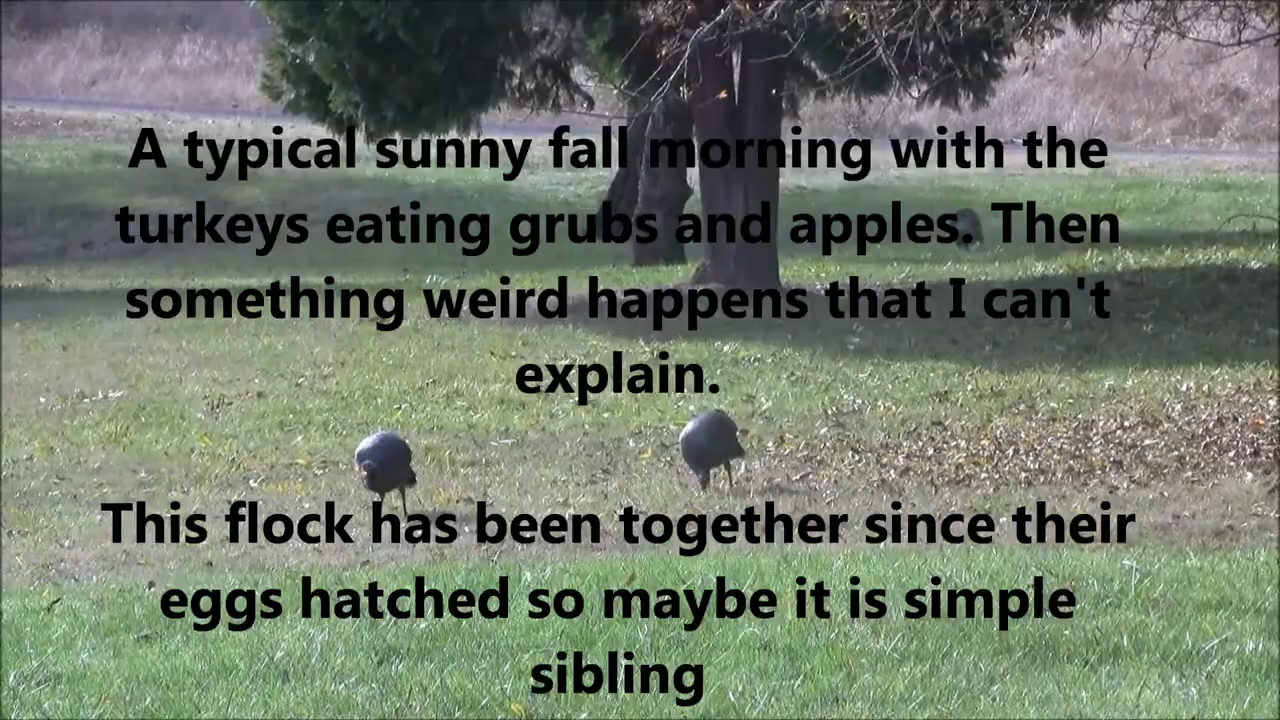 A typical sunny fall morning with the
turkeys eating grubs and apples. Then
something weird happens that I can't
explain.
This flock has been together since their
eggs hatched so maybe it is simple
sibling